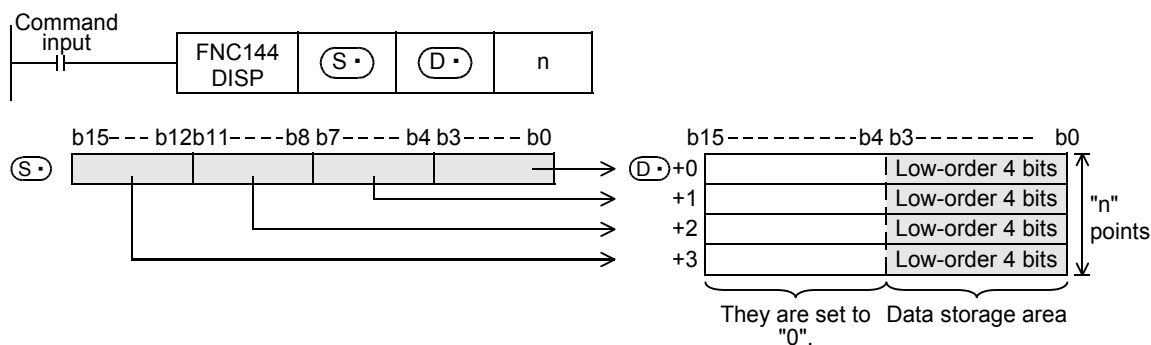 Command
input
FNC144
DISP
S·
D·
n
b15--- b12b11----b8 b7---- b4 b3---- b0
S·
b15---------b4 b3-------- b0
D·+0
Low-order 4 bits
+1
Low-order 4 bits
+2
Low-order 4 bits
+3
Low-order 4 bits
"n"
points
They are set to
"0".
Data storage area